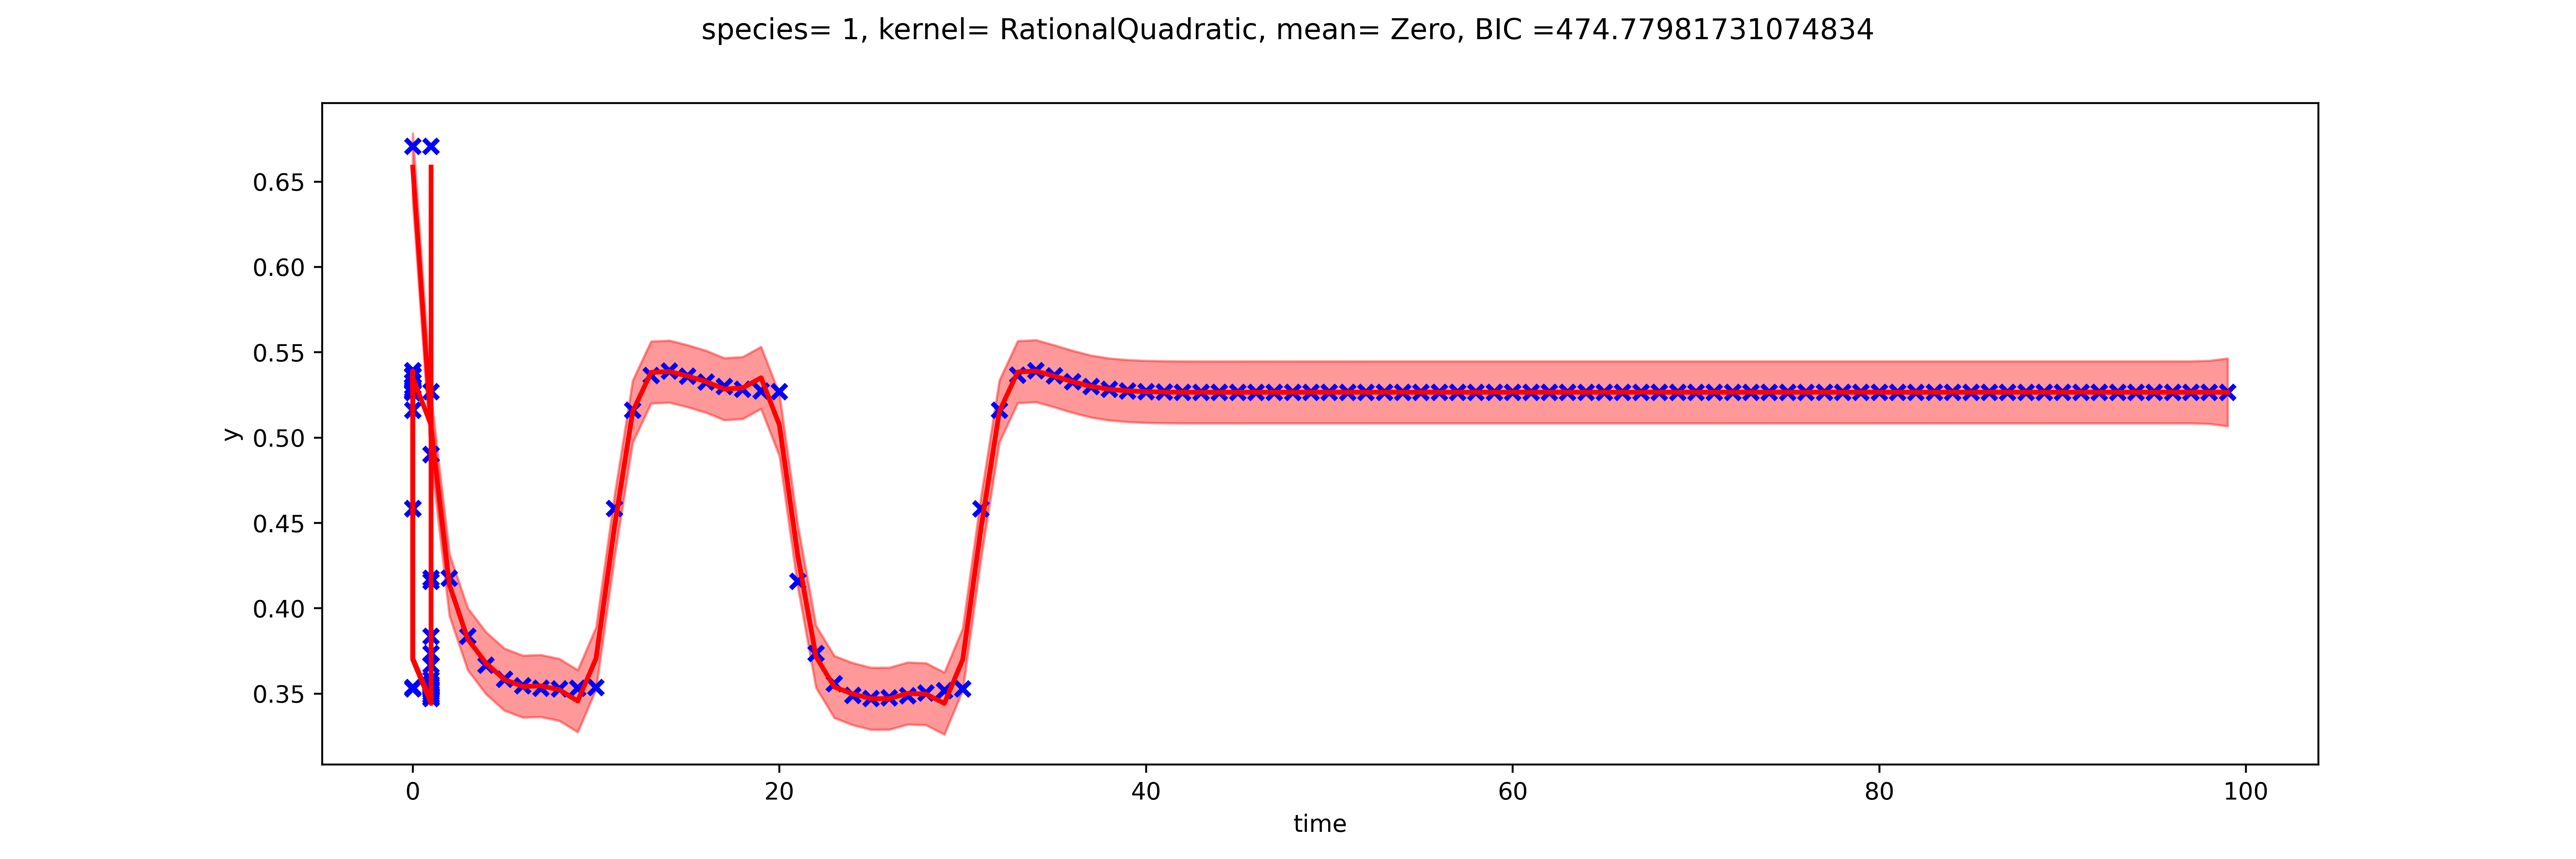 species= 1, kernel= RationalQuadratic, mean= Zero, BIC =474.77981731074834
0.65
0.60
0.55
0.50
0.45
0.40
0.35
y
0 20 40 60 80 100
time